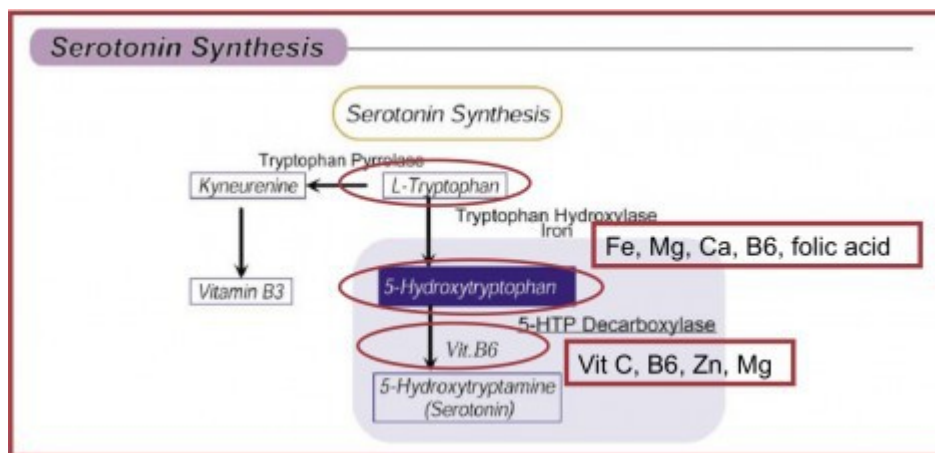 Serotonin Synthesis
Serotonin Synthesis
Tryptophan Pyrrolase
Kyneurenine
L-Tryptophan
Tryptophan Hydroxylase
Iron
Fe, Mg, Ca, B6, folic acid
Vitamin B3
5-Hydroxytryptophan
5-HTP Decarboxylase
Vit.B6
Vit C, B6, Zn, Mg
5-Hydroxytryptamine
(Serotonin)